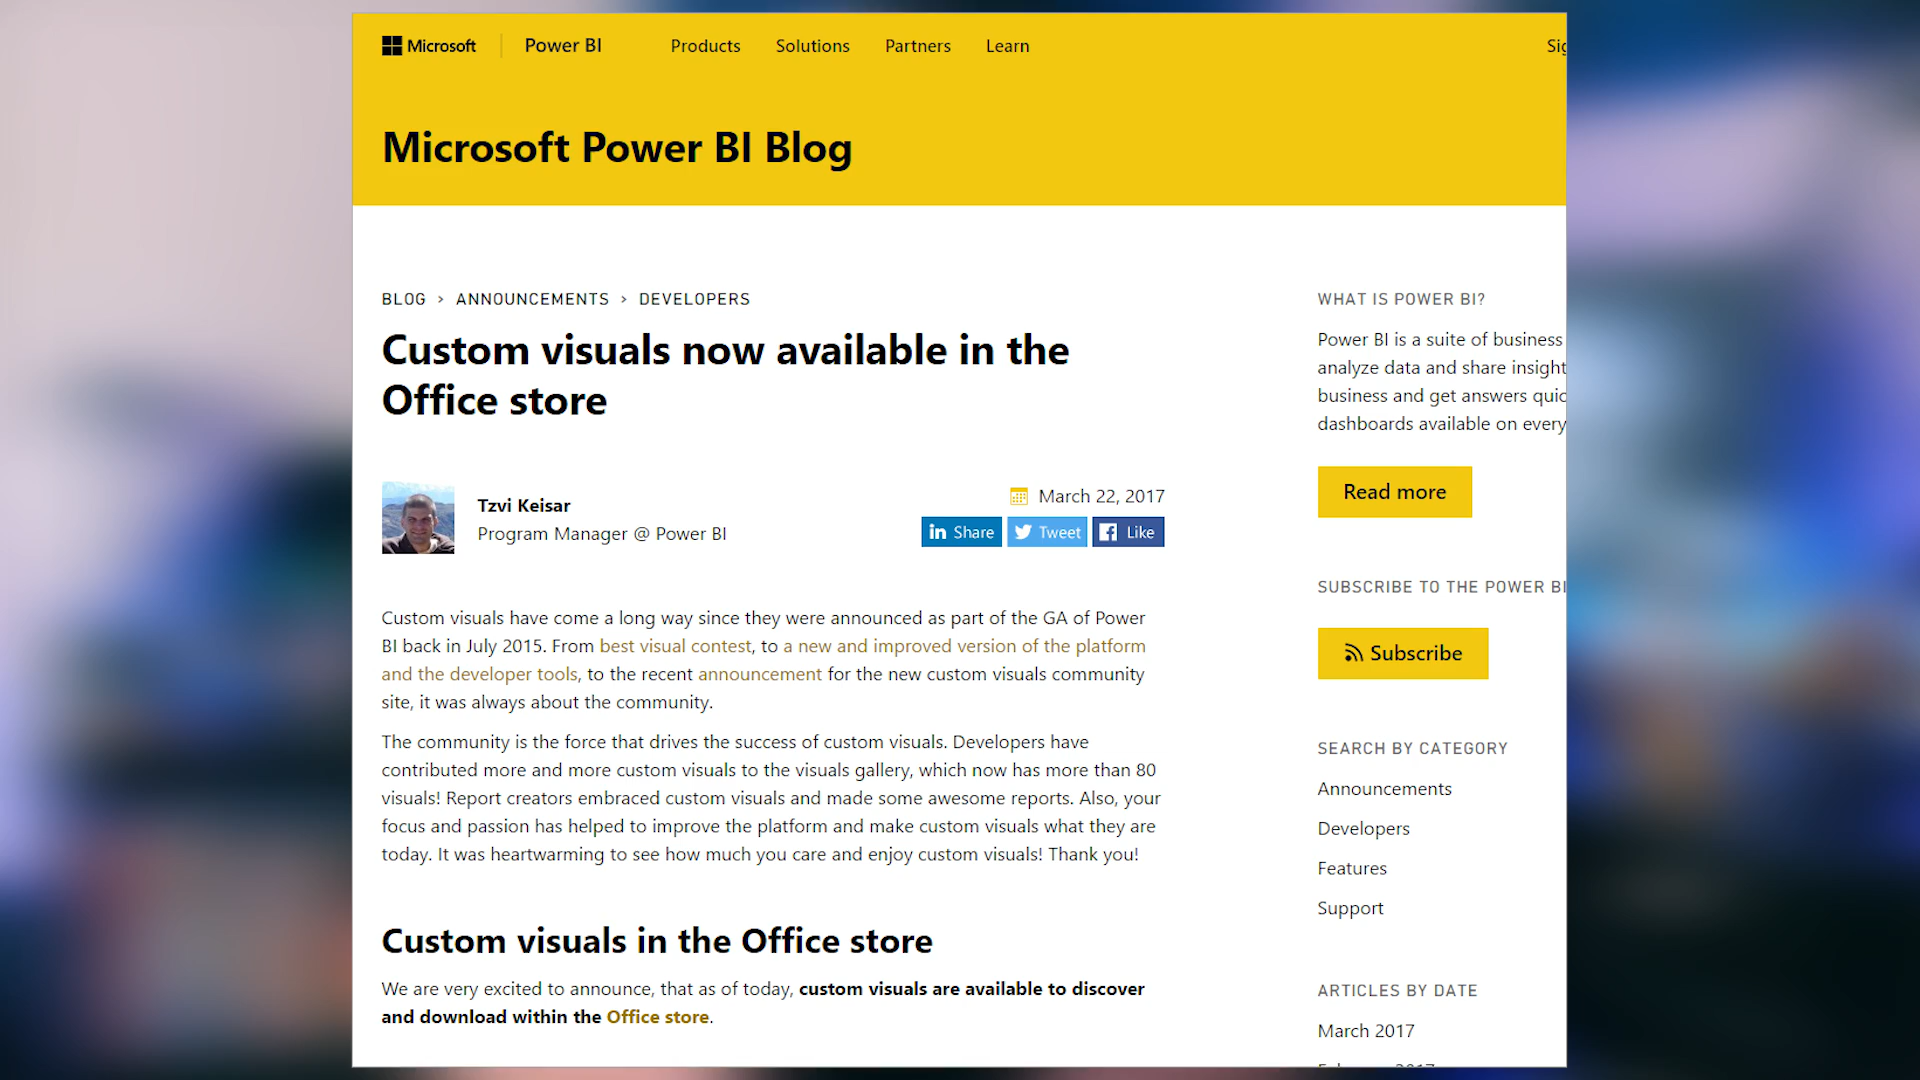 Microsoft Power BI Products Solutions Partners Learn
Microsoft Power BI Blog
BLOG > ANNOUNCEMENTS > DEVELOPERS
Custom visuals now available in the
Office store
Tzvi Keisar
Program Manager @ Power BI
March 22, 2017
Share Tweet Like
Custom visuals have come a long way since they were announced as part of the GA of Power
BI back in July 2015. From best visual contest, to a new and improved version of the platform
and the developer tools, to the recent announcement for the new custom visuals community
site, it was always about the community.
The community is the force that drives the success of custom visuals. Developers have
contributed more and more custom visuals to the visuals gallery, which now has more than 80
visuals! Report creators embraced custom visuals and made some awesome reports. Also, your
focus and passion has helped to improve the platform and make custom visuals what they are
today. It was heartwarming to see how much you care and enjoy custom visuals! Thank you!
Custom visuals in the Office store
We are very excited to announce, that as of today, custom visuals are available to discover
and download within the Office store.
WHAT IS POWER BI?
Power BI is a suite of business
analyze data and share insight
business and get answers
dashboards available on every
Read more
SUBSCRIBE TO THE POWER BI
Subscribe
SEARCH BY CATEGORY
Announcements
Developers
Features
Support
ARTICLES BY DATE
March 2017